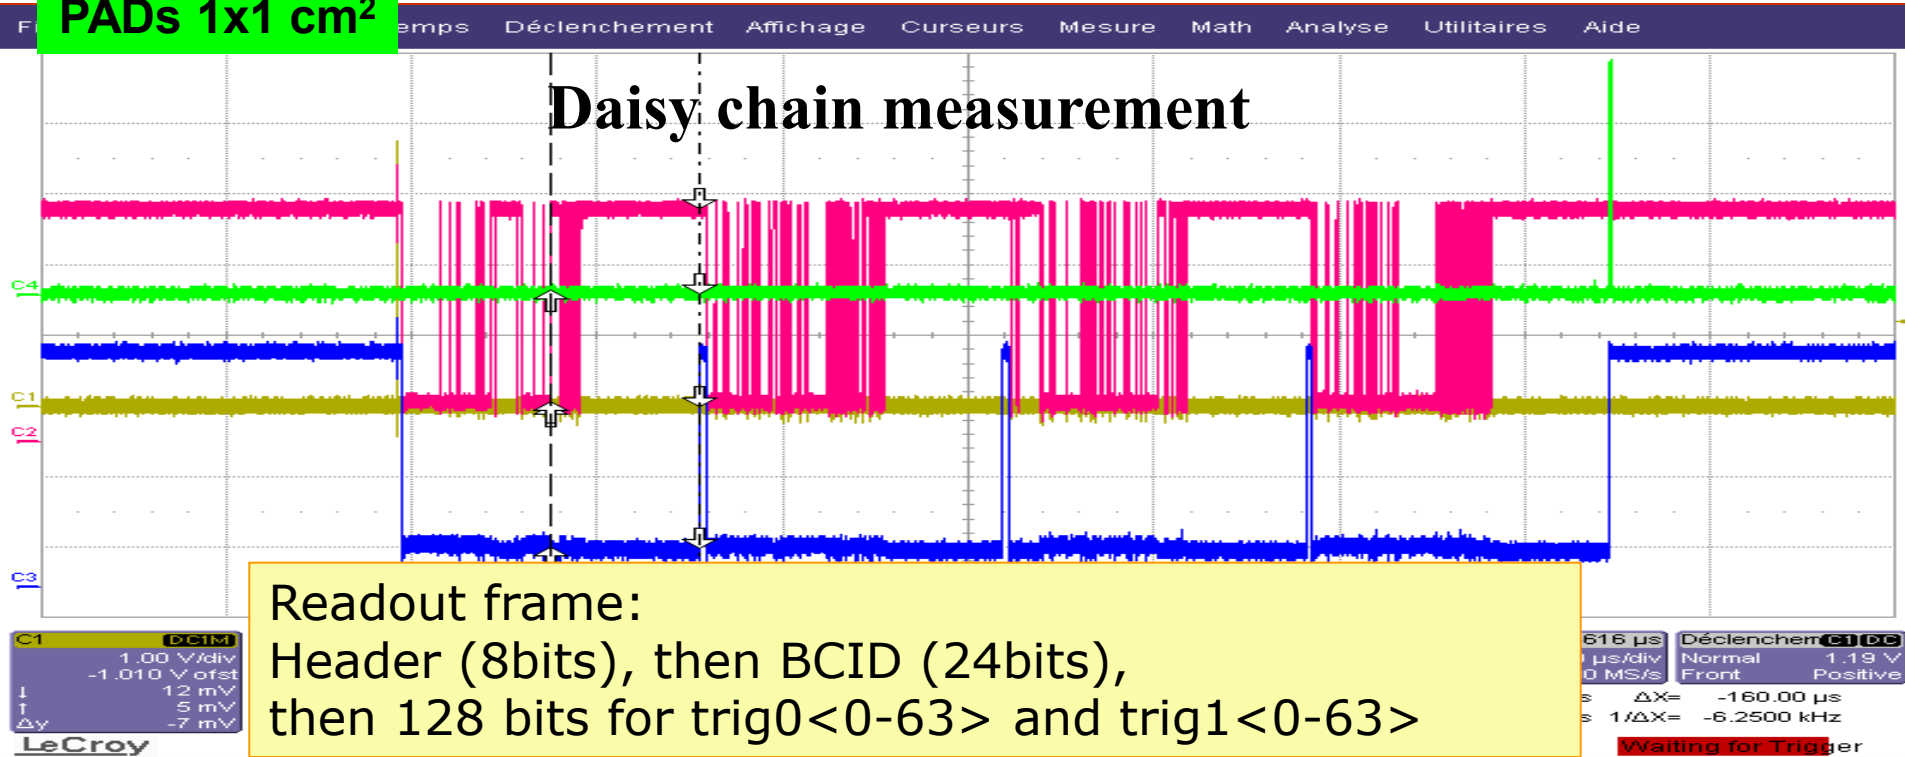 PADs 1x1 cm²
emps Déclenchement Affichage Curseurs Mesure Math Analyse Utilitaires Aide
Daisy chain measurement
C4
C1
C2
C3
Readout frame:
Header (8bits), then BCID (24bits),
then 128 bits for trig0<0-63> and trig1<0-63>
C1 DC1M
1.00 V/div
-1.010 V ofst
↓ 12 mV
↑ 5 mV
Δy -7 mV
LeCroy
616 µs
µs/div
0 MS/s
Déclenchem C1 DC
Normal 1.19 V
Front Positive
s ΔX= -160.00 µs
s 1/ΔX= -6.2500 kHz
Waiting for Trigger